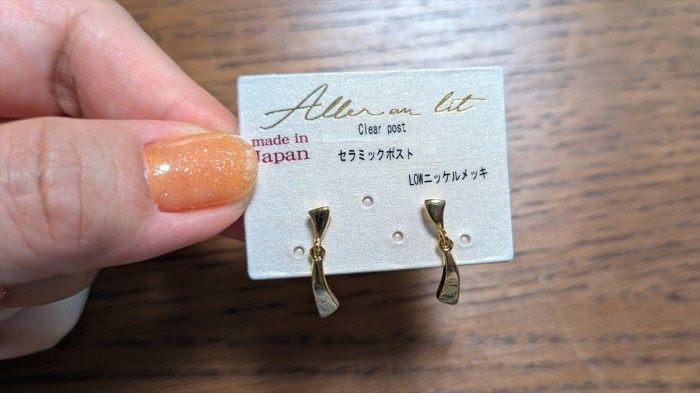 Aller au lit
Clear post
made in
Japan
セラミックポスト
LOWニッケルメッキ